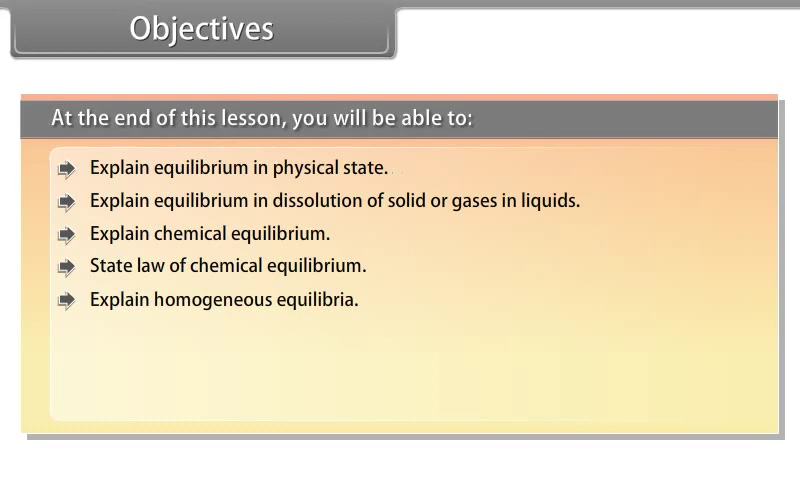 Objectives
At the end of this lesson, you will be able to:
Explain equilibrium in physical state.
Explain equilibrium in dissolution of solid or gases in liquids.
Explain chemical equilibrium.
State law of chemical equilibrium.
Explain homogeneous equilibria.